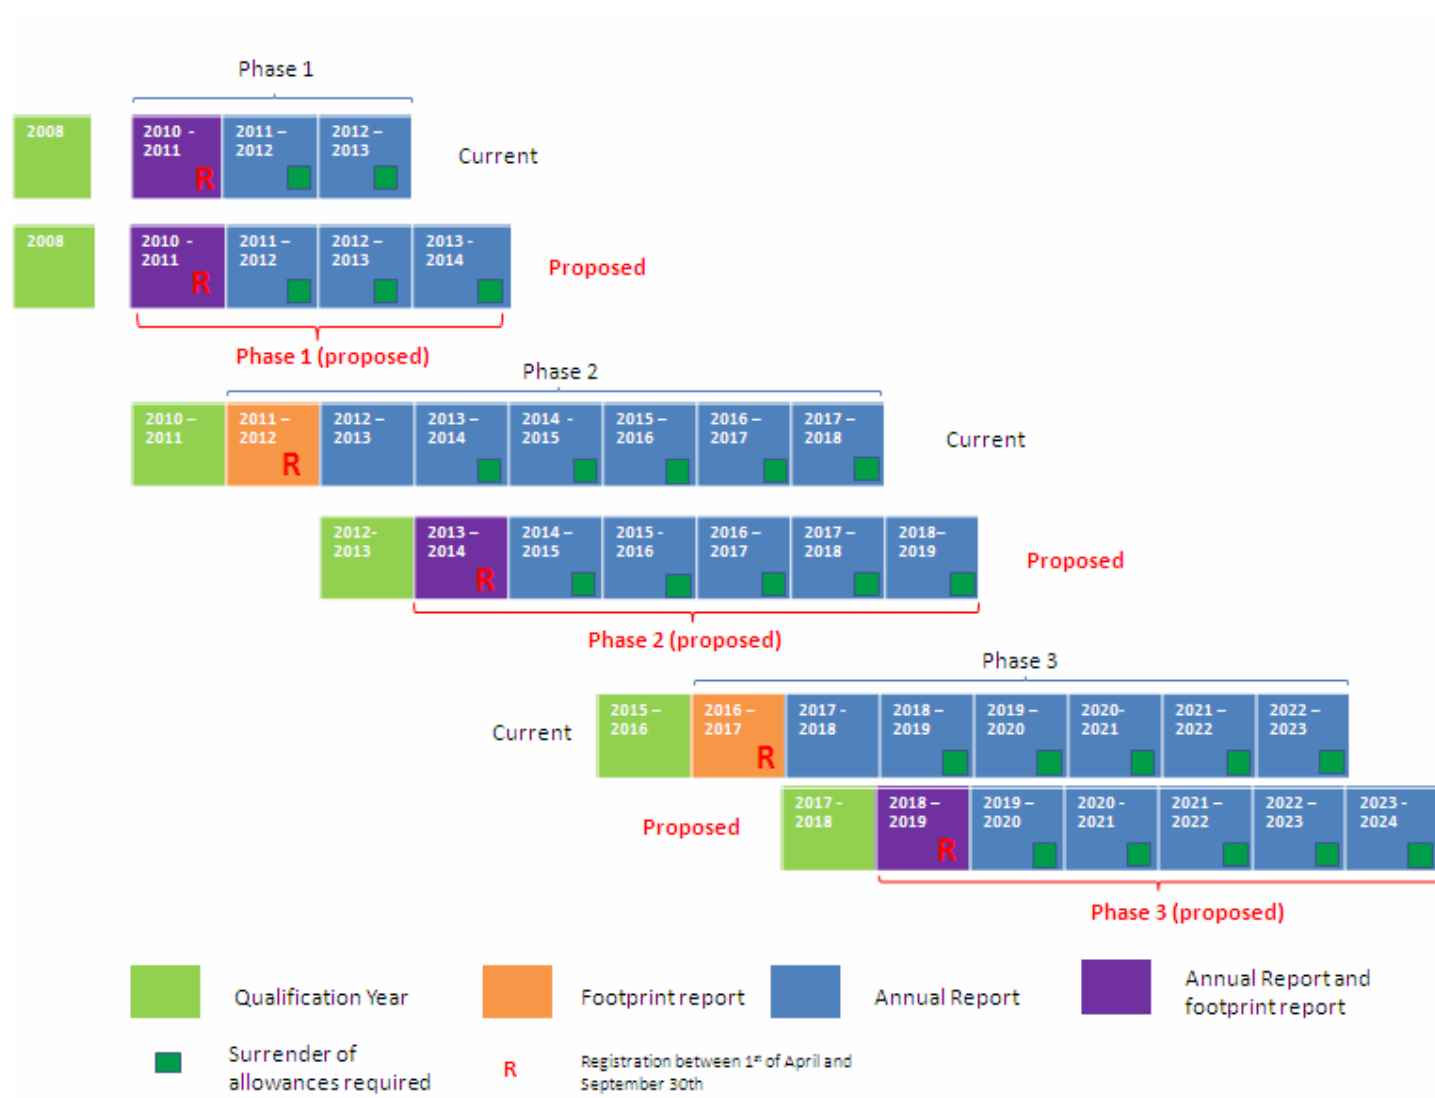 Phase 1
2008
2010 -
2011
R
2011 –
2012
2012 –
2013
Current
2008
2010 -
2011
R
2011 –
2012
2012 –
2013
2013 -
2014
Proposed
Phase 1 (proposed)
Phase 2
2010 –
2011
2011 –
2012
R
2012 –
2013
2013 –
2014
2014 -
2015
2015 –
2016
2016 –
2017
2017 –
2018
Current
2012-
2013
2013 –
2014
R
2014 –
2015
2015 -
2016
2016 –
2017
2017 –
2018
2018–
2019
Proposed
Phase 2 (proposed)
Phase 3
Current
2015 –
2016
2016 –
2017
R
2017 -
2018
2018 –
2019
2019 –
2020
2020-
2021
2021 –
2022
2022 –
2023
Proposed
2017 -
2018
2018 –
2019
R
2019 –
2020
2020 -
2021
2021 –
2022
2022 –
2023
2023 -
2024
Phase 3 (proposed)
Qualification Year
Footprint report
Annual Report
Annual Report and
footprint report
Surrender of
allowances required
R
Registration between 1st of April and
September 30th